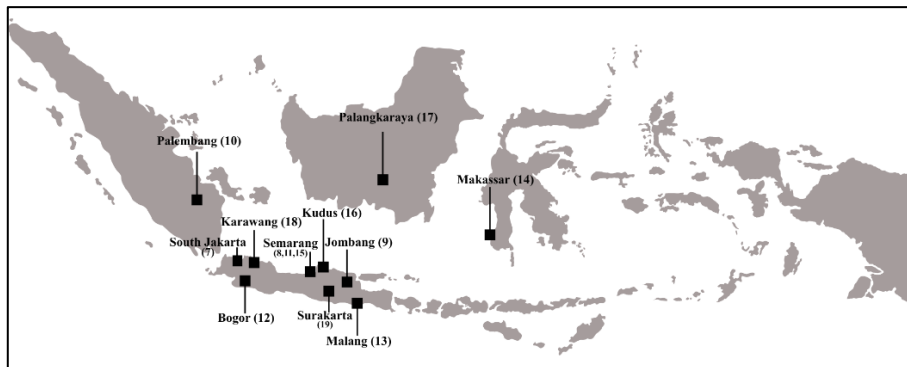 Palangkaraya (17)
Palembang (10)
Makassar (14)
Kudus (16)
Karawang (18)
South Jakarta
(7)
Semarang
(8,11,15)
Jombang (9)
Bogor (12)
Surakarta
(19)
Malang (13)